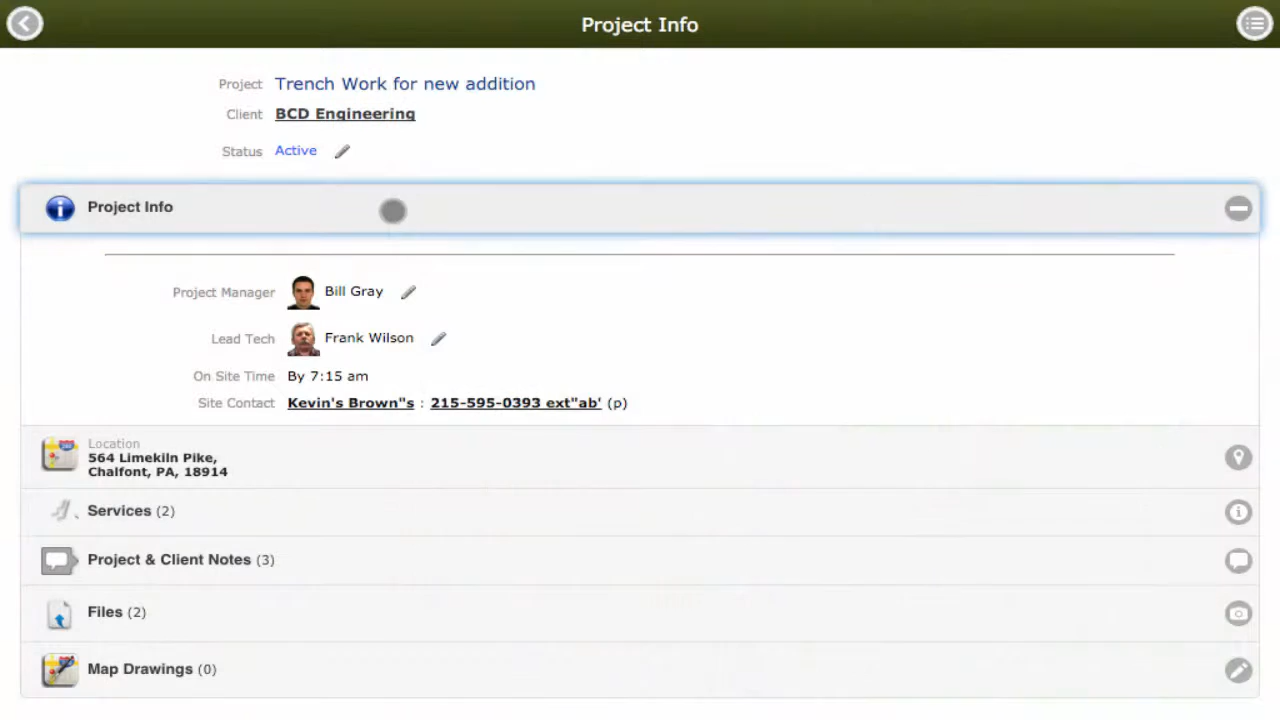 Project Info
Project Trench Work for new addition
Client BCD Engineering
Status Active
Project Info
Project Manager Bill Gray
Lead Tech Frank Wilson
On Site Time By 7:15 am
Site Contact Kevin's Brown"s : 215-595-0393 ext"ab' (p)
Location
564 Limekiln Pike,
Chalfont, PA, 18914
Services (2)
Project & Client Notes (3)
Files (2)
Map Drawings (0)